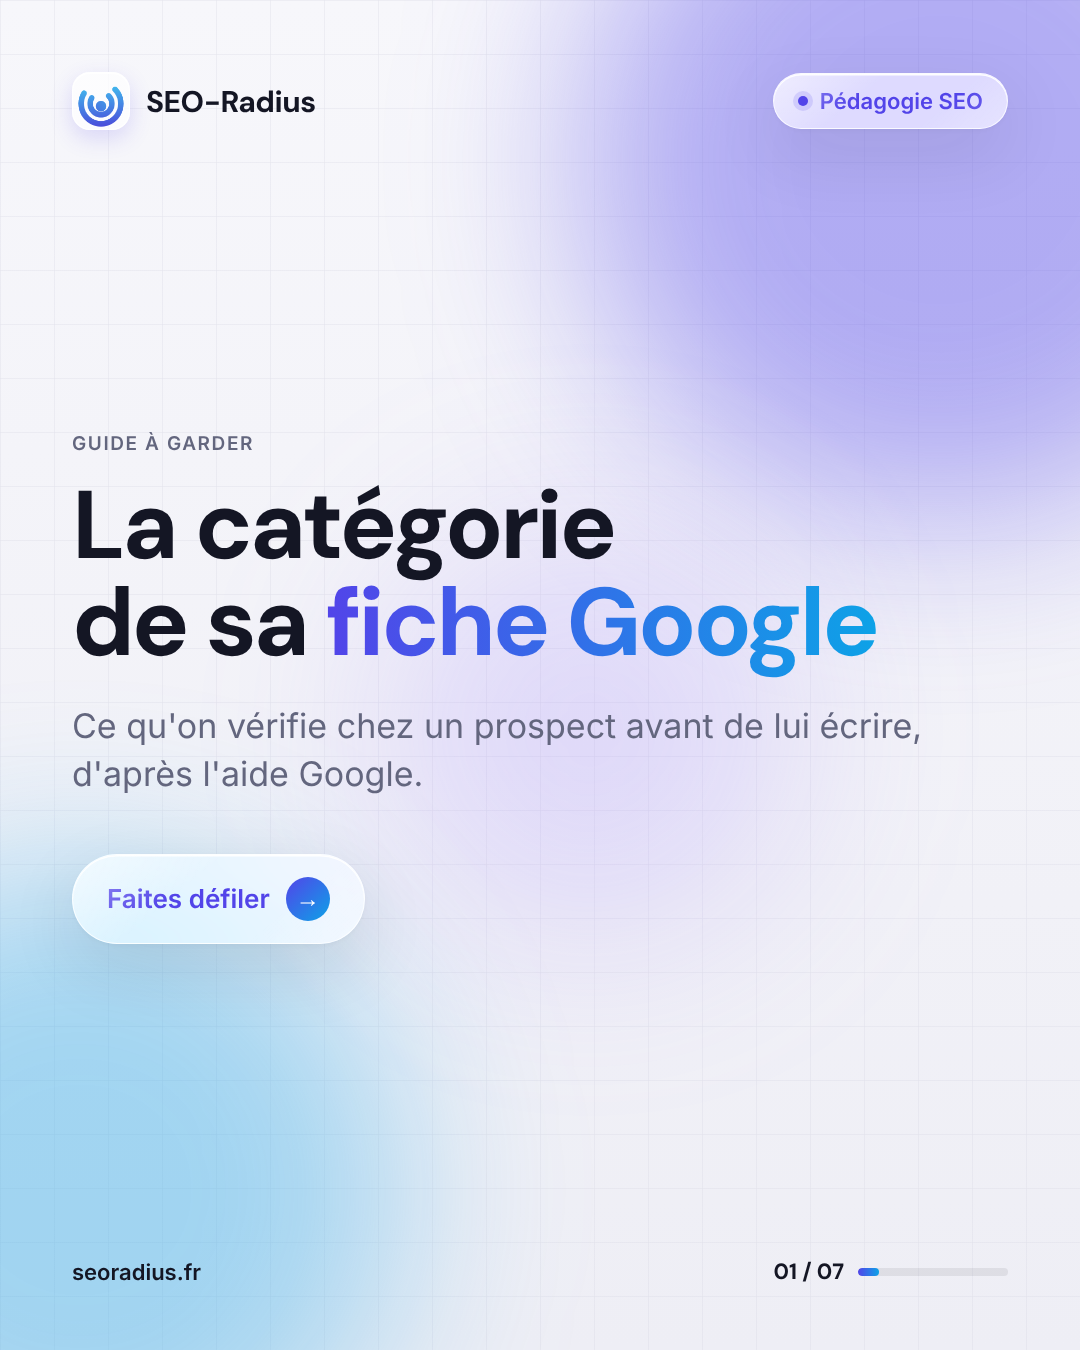 SEO-Radius
Pédagogie SEO
GUIDE À GARDER
La catégorie
de sa fiche Google
Ce qu'on vérifie chez un prospect avant de lui écrire,
d'après l'aide Google.
Faites défiler →
seoradius.fr
01 / 07